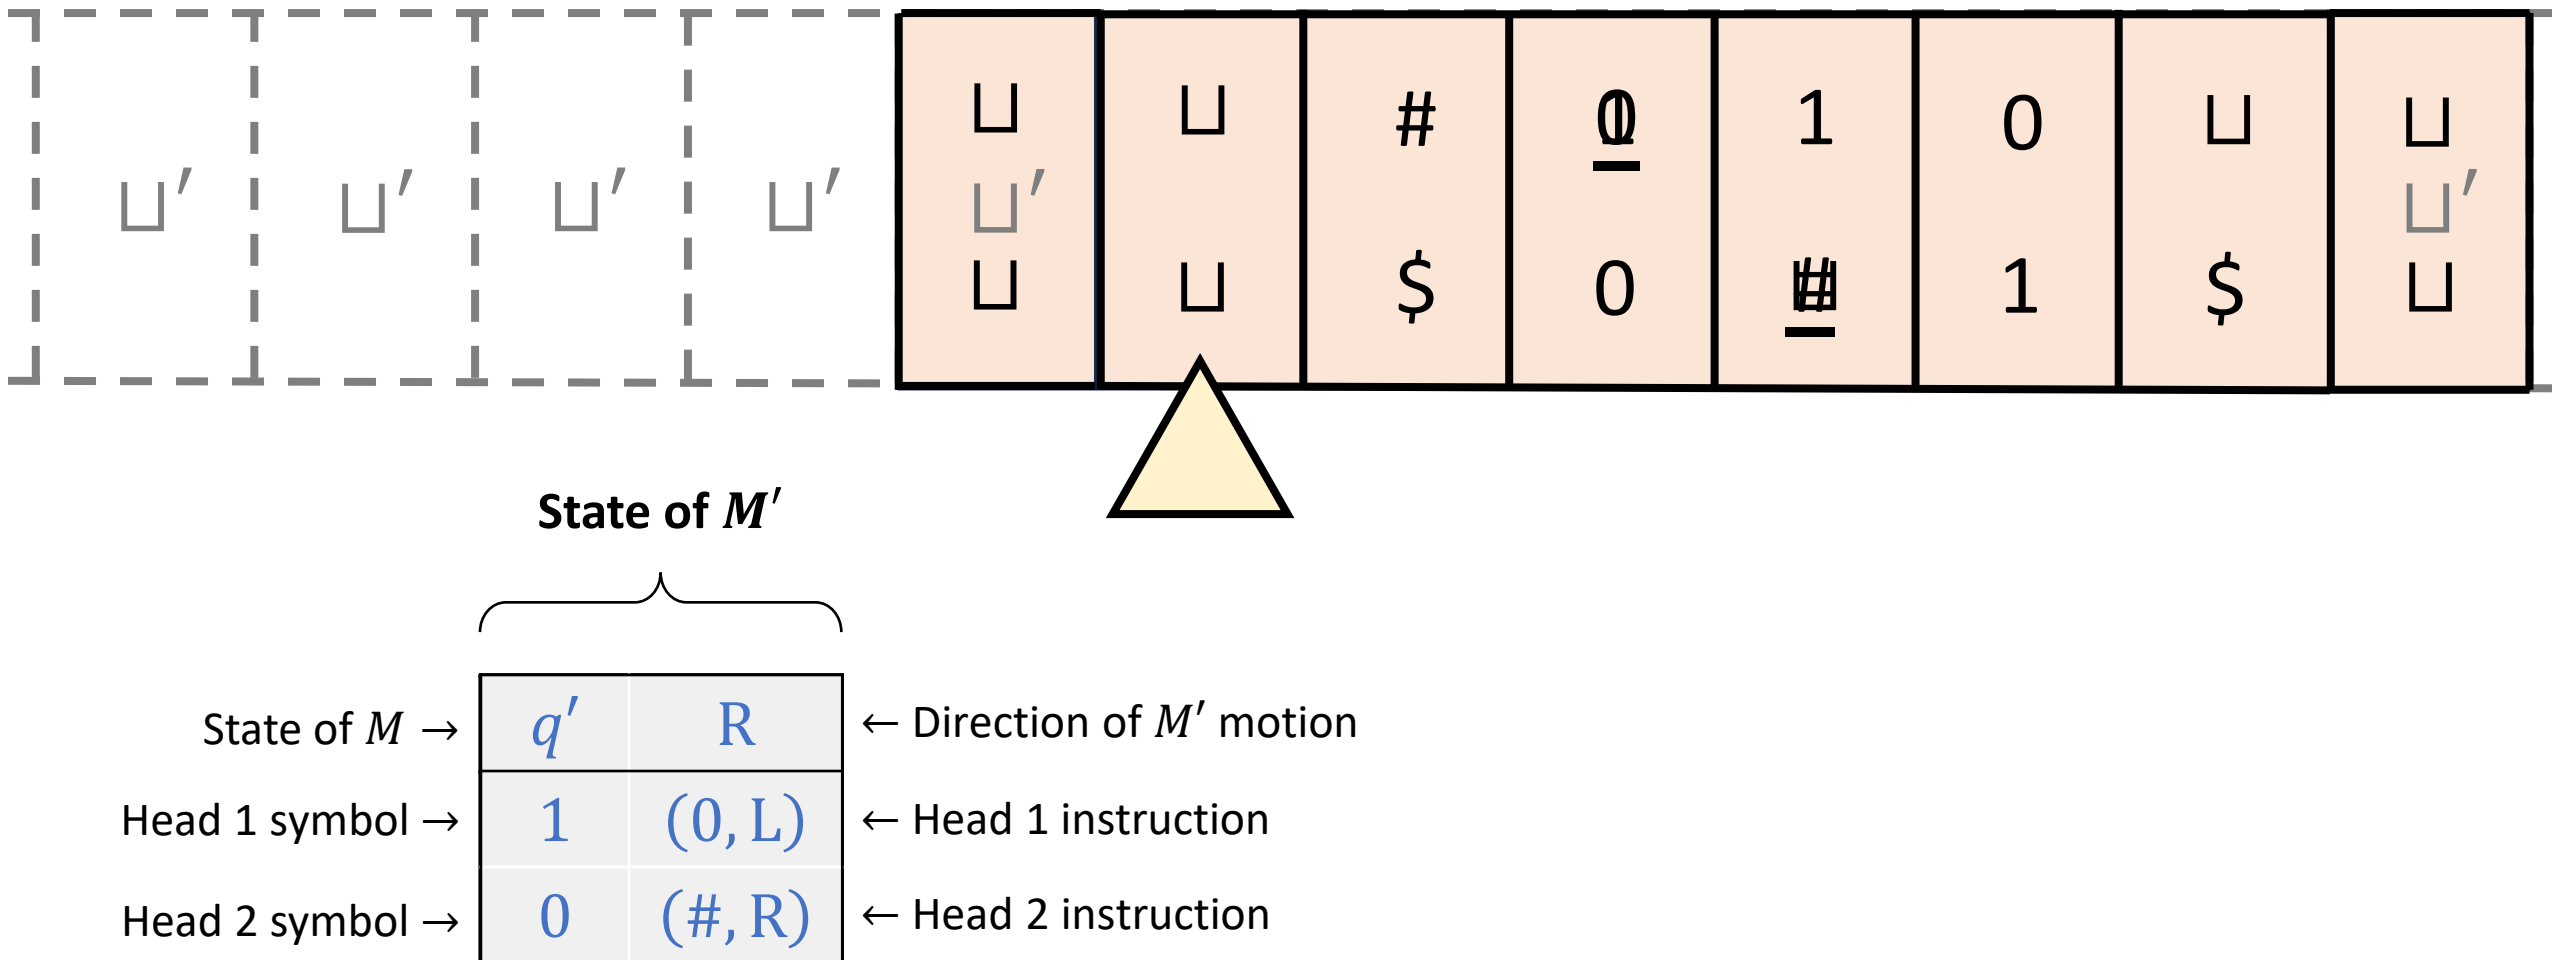 ⊔ ⊔ # 1 0 ⊔ ⊔
⊔′ ⊔′ ⊔′ ⊔′ ⊔′ ⊔′
⊔ ⊔ $ 0 1 $ ⊔
State of M′
State of M → q′ R ← Direction of M′ motion
Head 1 symbol → 1 (0, L) ← Head 1 instruction
Head 2 symbol → 0 (#, R) ← Head 2 instruction